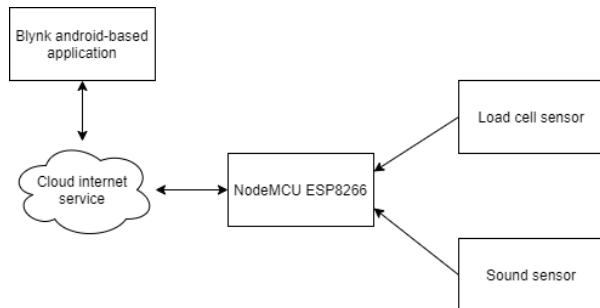 Blynk android-based
application
Load cell sensor
Cloud internet
service
NodeMCU ESP8266
Sound sensor